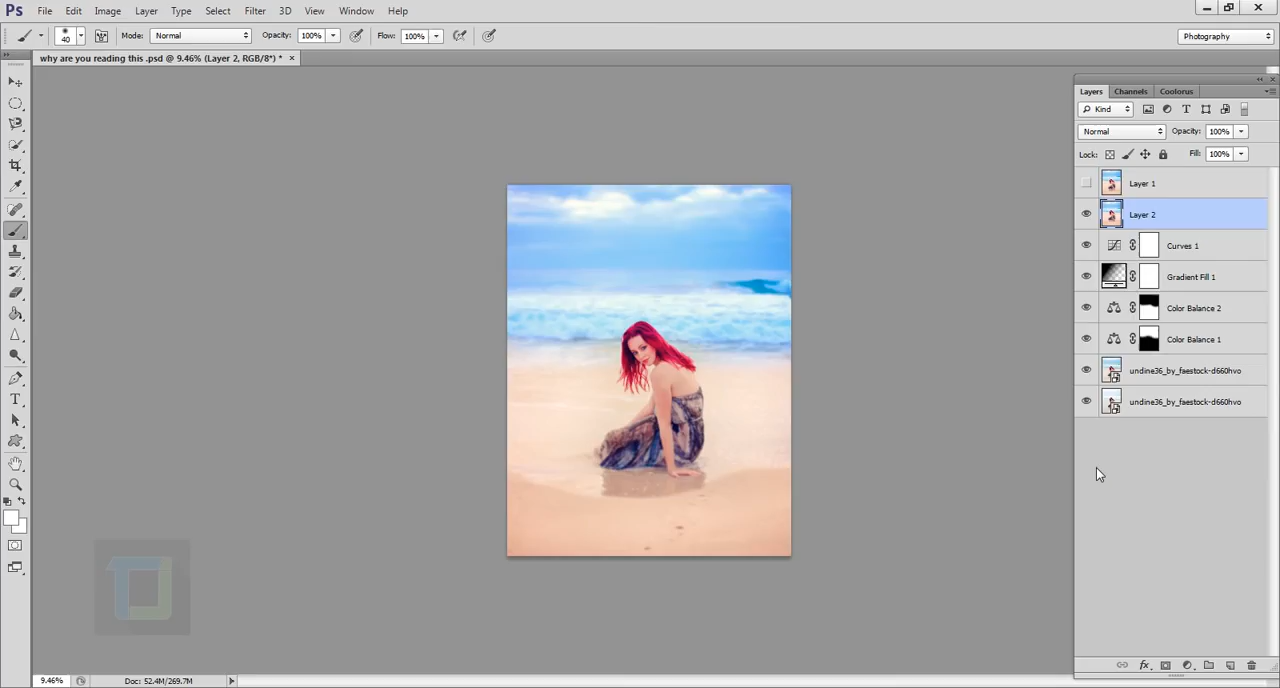 Ps File Edit Image Layer Type Select Filter 3D View Window Help
40 Mode: Normal Opacity: 100% Flow: 100% Photography
why are you reading this .psd @ 9.46% (Layer 2, RGB/8*) * ×
Layers Channels Coolorus
Kind
Normal Opacity: 100%
Lock: Fill: 100%
Layer 1
Layer 2
Curves 1
Gradient Fill 1
Color Balance 2
Color Balance 1
undine36_by_faestock-d660hvo
undine36_by_faestock-d660hvo
9.46% Doc: 52.4M/269.7M